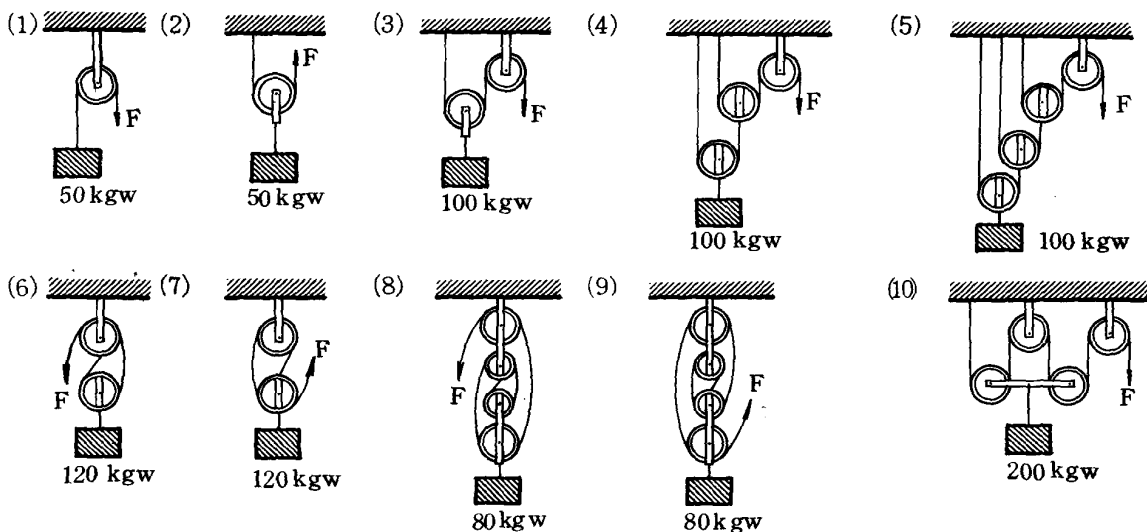 (1) (2) (3) (4) (5)
F F F F F
50 kgw 50 kgw 100 kgw 100 kgw 100 kgw
(6) (7) (8) (9) (10)
F F F F F
120 kgw 120 kgw 80 kgw 80 kgw 200 kgw